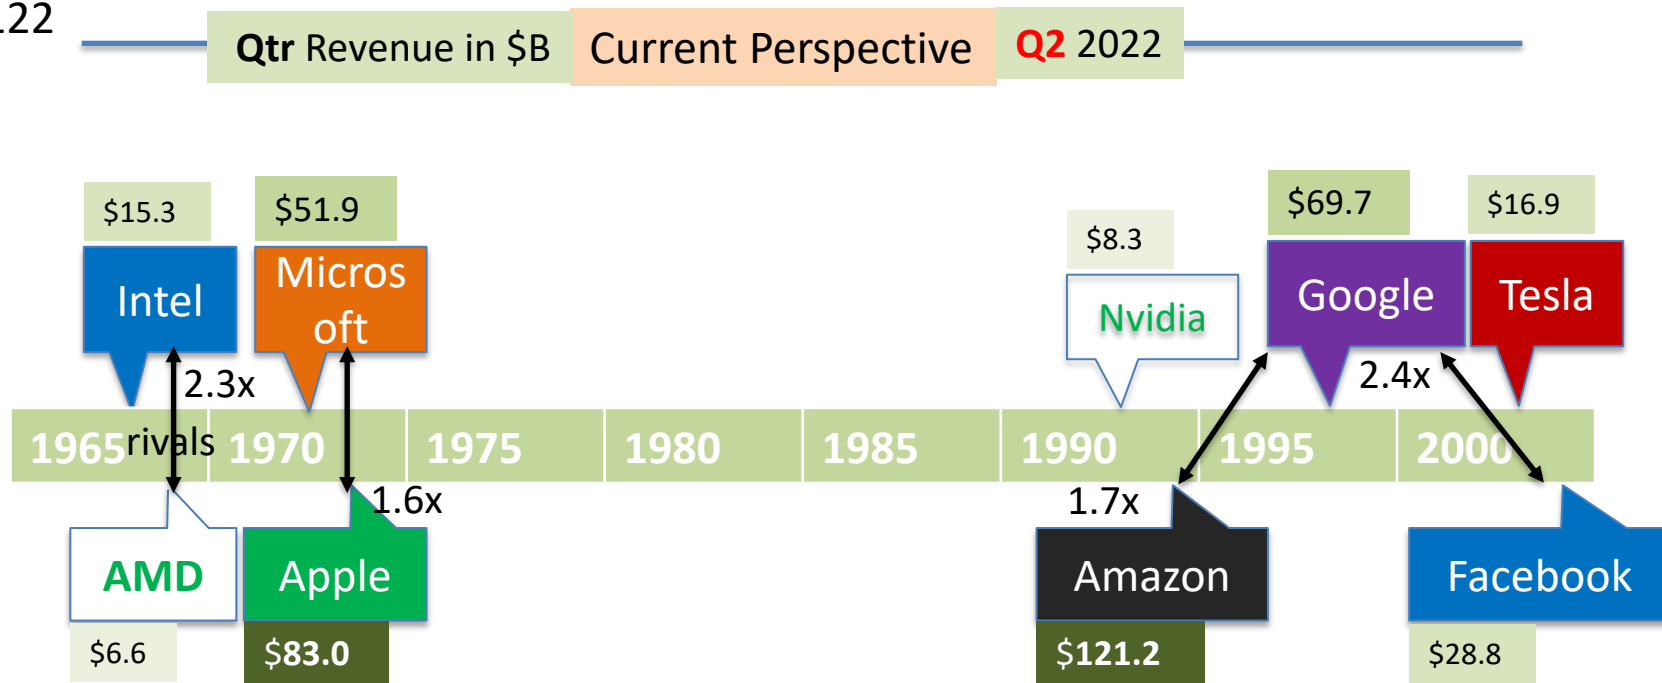 Qtr Revenue in $B
Current Perspective
Q2 2022
$15.3
$51.9
$8.3
$69.7
$16.9
Intel
Micros
oft
Nvidia
Google
Tesla
2.3x
2.4x
1965
rivals
1970
1975
1980
1985
1990
1995
2000
1.6x
1.7x
AMD
Apple
Amazon
Facebook
$6.6
$83.0
$121.2
$28.8